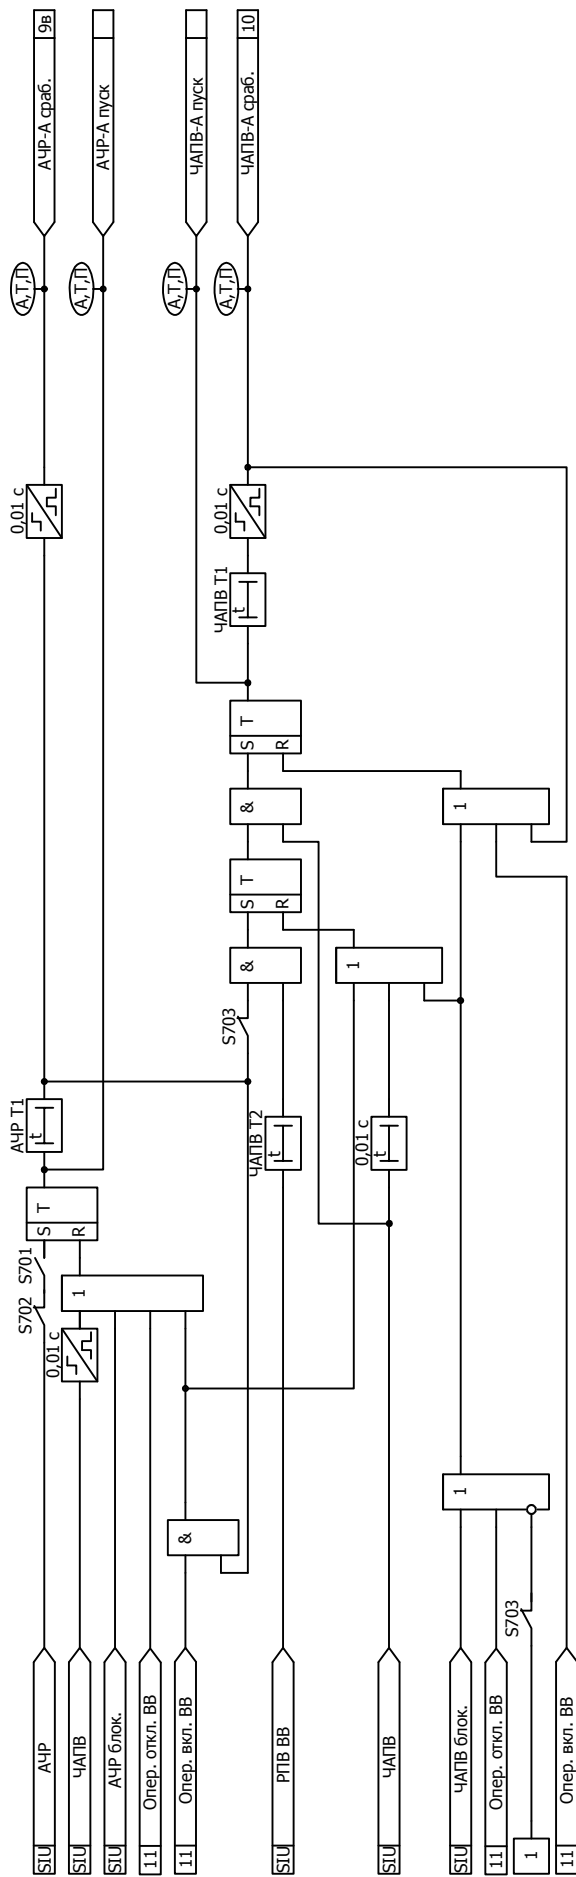 SIU АЧР
SIU ЧАПВ
SIU АЧР блок.
11 Опер. откл. ВВ
11 Опер. вкл. ВВ
SIU РПВ ВВ
SIU ЧАПВ
SIU ЧАПВ блок.
11 Опер. откл. ВВ
1
11 Опер. вкл. ВВ
S703
&
1
0,01 с
S702
S701
1
S T
R
АЧР Т1
t
ЧАПВ Т2
t
0,01 с
t
S703
&
1
S T
R
&
1
S T
R
ЧАПВ Т1
t
0,01 с
0,01 с
А,Т,П
А,Т,П
А,Т,П
А,Т,П
АЧР-А сраб. 9в
АЧР-А пуск
ЧАПВ-А пуск
ЧАПВ-А сраб. 10